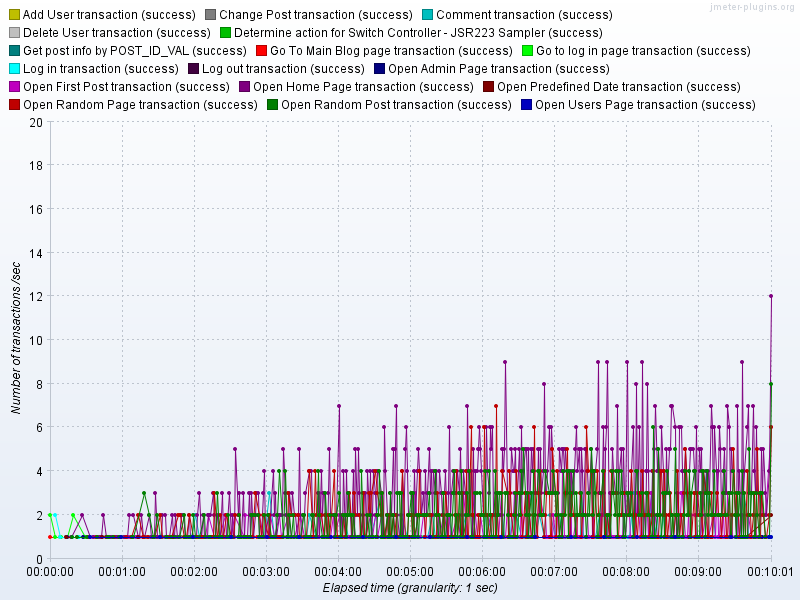 jmeter-plugins.org
Add User transaction (success) Change Post transaction (success) Comment transaction (success)
Delete User transaction (success) Determine action for Switch Controller - JSR223 Sampler (success)
Get post info by POST_ID_VAL (success) Go To Main Blog page transaction (success) Go to log in page transaction (success)
Log in transaction (success) Log out transaction (success) Open Admin Page transaction (success)
Open First Post transaction (success) Open Home Page transaction (success) Open Predefined Date transaction (success)
Open Random Page transaction (success) Open Random Post transaction (success) Open Users Page transaction (success)
20
18
16
14
12
10
8
6
4
2
0
Number of transactions /sec
00:00:00 00:01:00 00:02:00 00:03:00 00:04:00 00:05:00 00:06:00 00:07:00 00:08:00 00:09:00 00:10:01
Elapsed time (granularity: 1 sec)